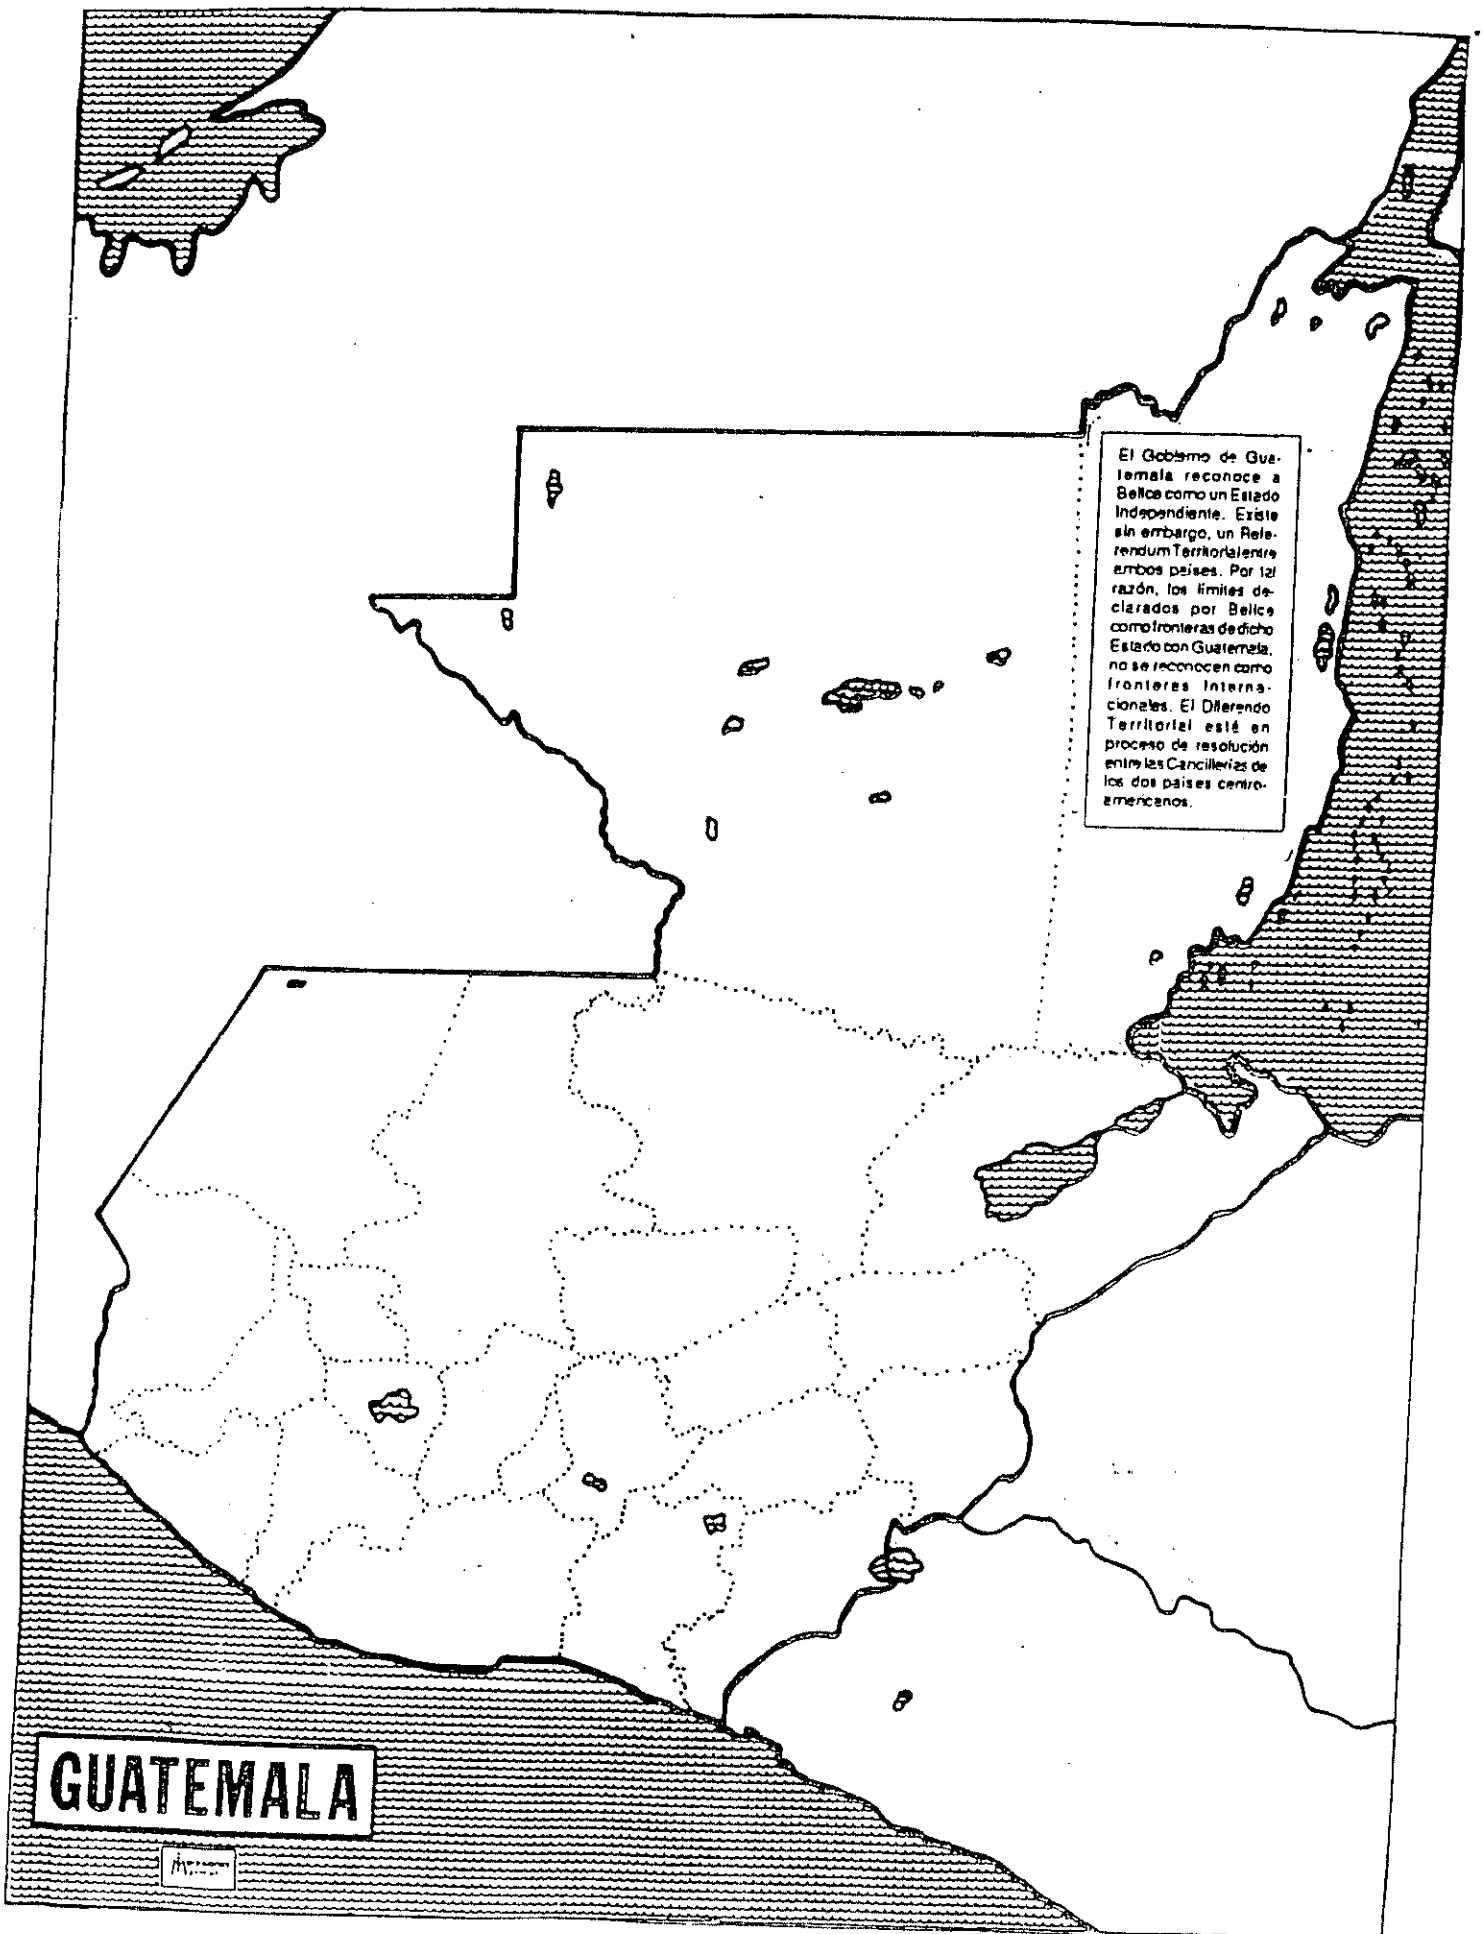 El Gobierno de Gua-
temala reconoce a
Belice como un Estado
Independiente. Existe
sin embargo, un Refe-
rendum Territorial entre
ambos países. Por tal
razón, los límites de-
clarados por Belice
como fronteras de dicho
Estado con Guatemala,
no se reconocen como
fronteras Interna-
cionales. El Diferendo
Territorial esté en
proceso de resolución
entre las Cancillerías de
los dos países centro-
americanos.
GUATEMALA